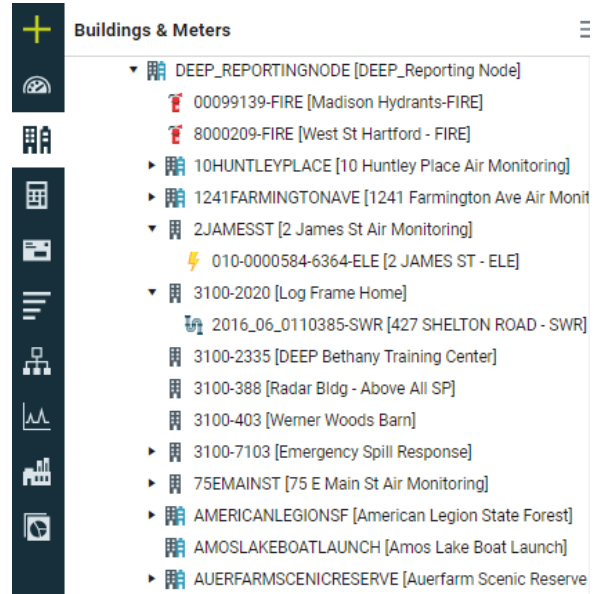 Buildings & Meters
DEEP_REPORTINGNODE [DEEP_Reporting Node]
00099139-FIRE [Madison Hydrants-FIRE]
8000209-FIRE [West St Hartford - FIRE]
10HUNTLEYPLACE [10 Huntley Place Air Monitoring]
1241FARMINGTONAVE [1241 Farmington Ave Air Monit
2JAMESST [2 James St Air Monitoring]
010-0000584-6364-ELE [2 JAMES ST - ELE]
3100-2020 [Log Frame Home]
2016_06_0110385-SWR [427 SHELTON ROAD - SWR]
3100-2335 [DEEP Bethany Training Center]
3100-388 [Radar Bldg - Above All SP]
3100-403 [Werner Woods Barn]
3100-7103 [Emergency Spill Response]
75EMAINST [75 E Main St Air Monitoring]
AMERICANLEGIONSF [American Legion State Forest]
AMOSLAKEBOATLAUNCH [Amos Lake Boat Launch]
AUERFARMSCENICRESERVE [Auerfarm Scenic Reserve